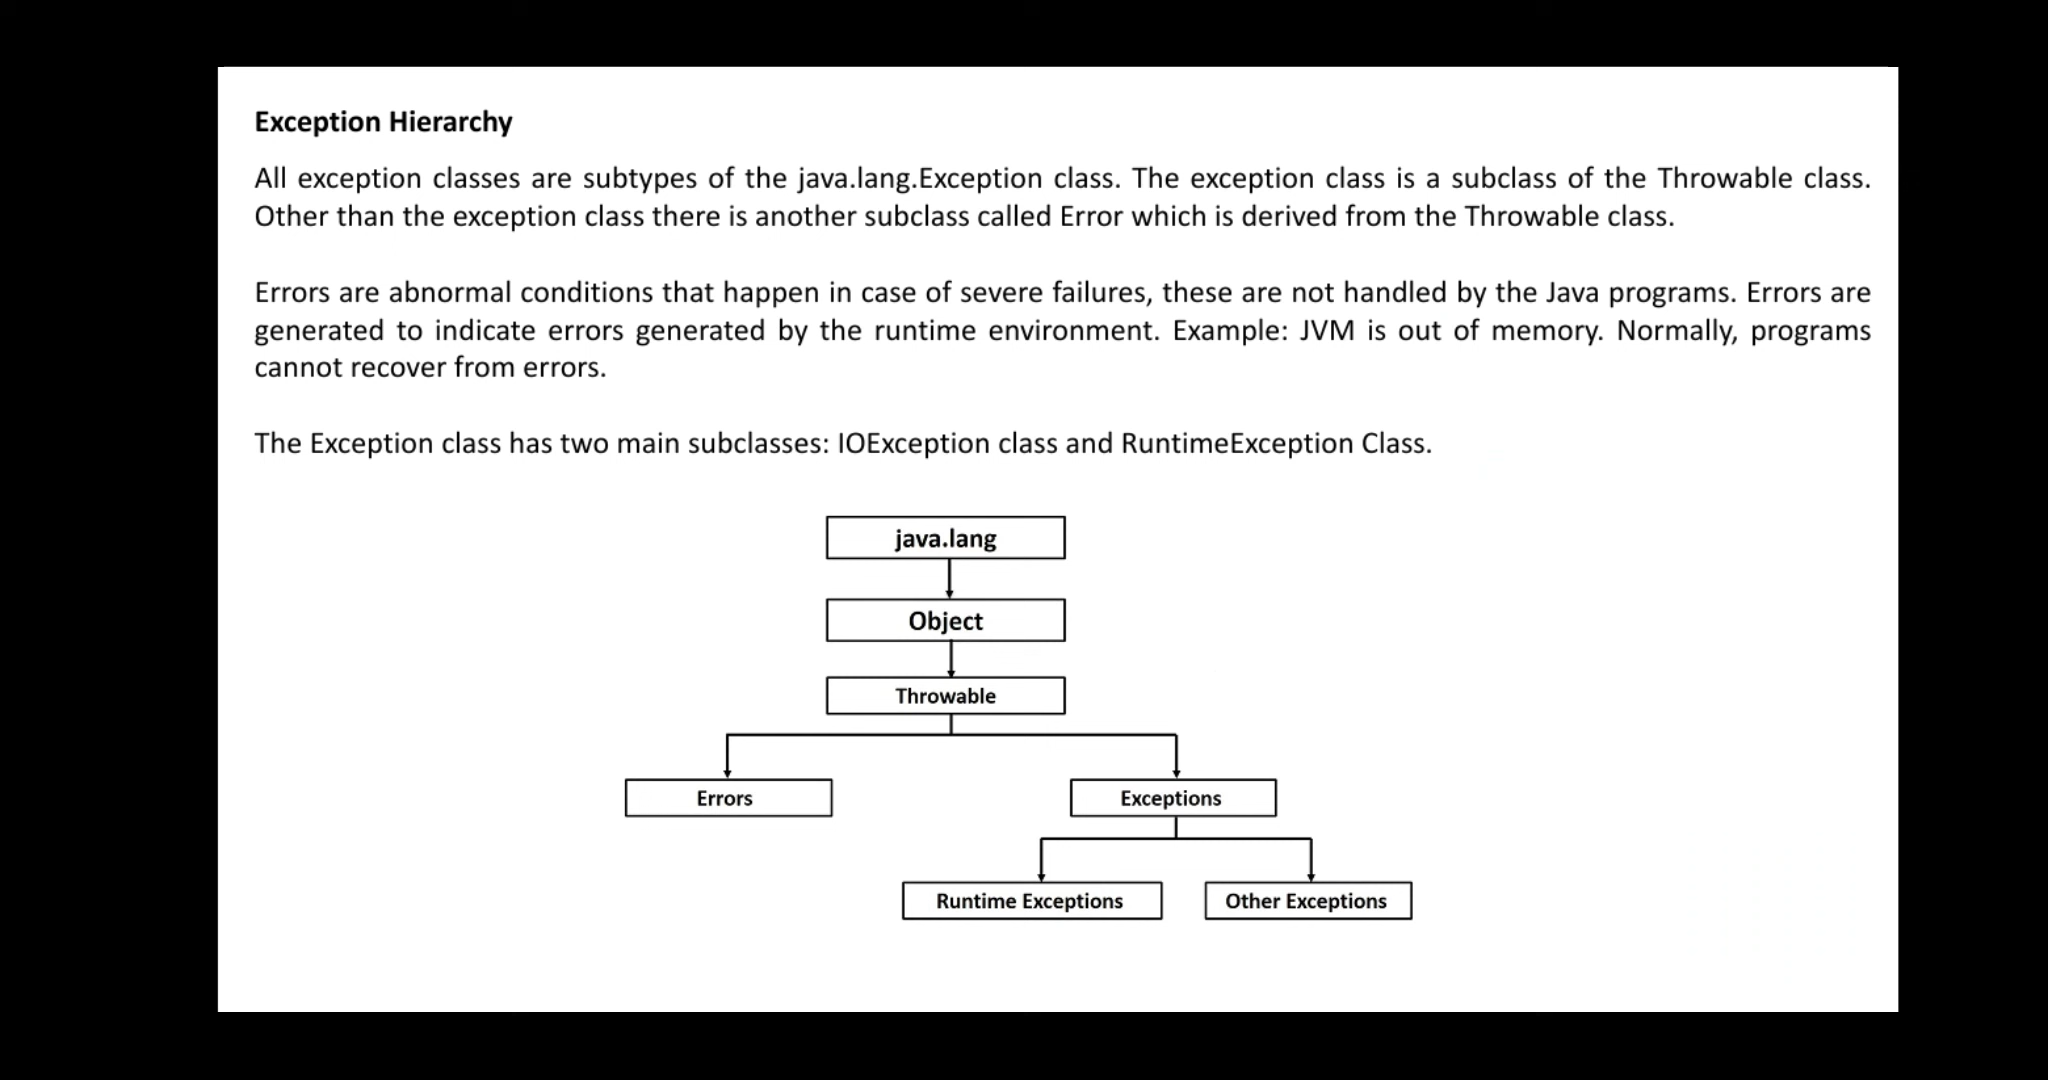 Exception Hierarchy
All exception classes are subtypes of the java.lang.Exception class. The exception class is a subclass of the Throwable class.
Other than the exception class there is another subclass called Error which is derived from the Throwable class.
Errors are abnormal conditions that happen in case of severe failures, these are not handled by the Java programs. Errors are
generated to indicate errors generated by the runtime environment. Example: JVM is out of memory. Normally, programs
cannot recover from errors.
The Exception class has two main subclasses: IOException class and RuntimeException Class.
java.lang
Object
Throwable
Errors
Exceptions
Runtime Exceptions
Other Exceptions